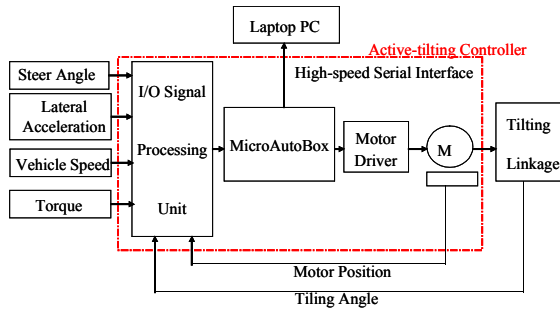 Laptop PC
Active-tilting Controller
High-speed Serial Interface
Steer Angle
Lateral
Acceleration
Vehicle Speed
Torque
I/O Signal
Processing
Unit
MicroAutoBox
Motor
Driver
M
Tilting
Linkage
Motor Position
Tiling Angle